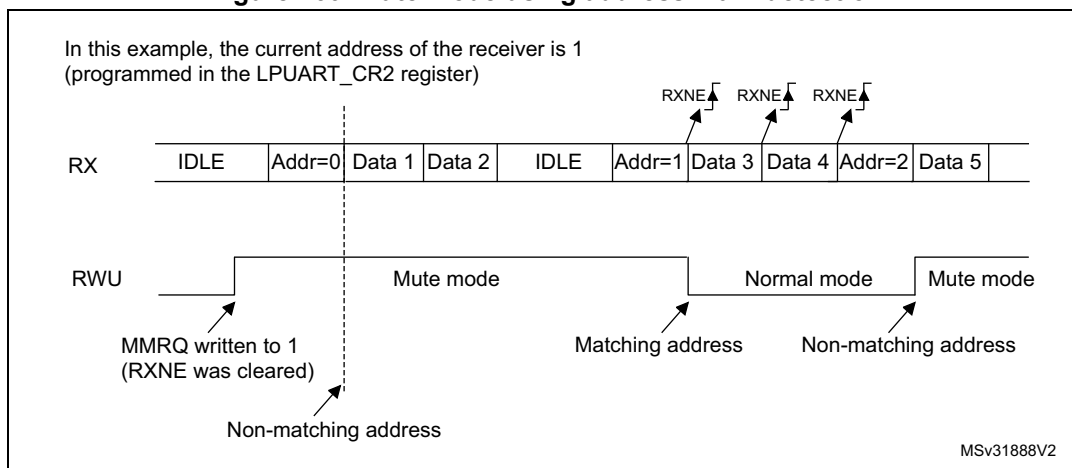 In this example, the current address of the receiver is 1
(programmed in the LPUART_CR2 register)
RXNE RXNE RXNE
RX IDLE Addr=0 Data 1 Data 2 IDLE Addr=1 Data 3 Data 4 Addr=2 Data 5
RWU Mute mode Normal mode Mute mode
MMRQ written to 1
(RXNE was cleared)
Matching address Non-matching address
Non-matching address
MSv31888V2